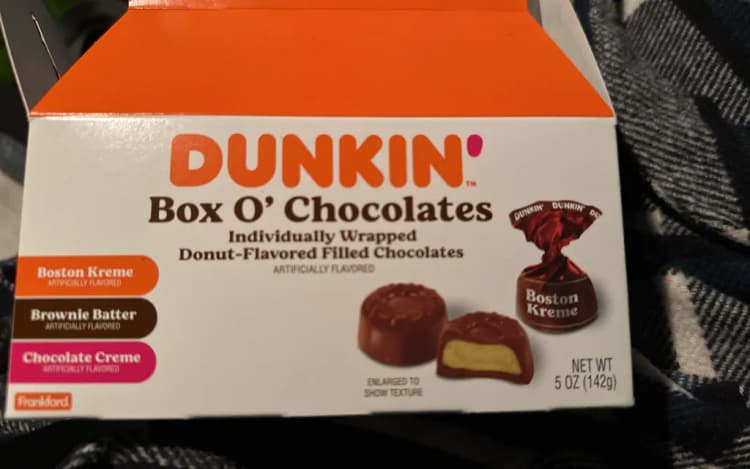 DUNKIN'
TM
Box O' Chocolates
Individually Wrapped
Donut-Flavored Filled Chocolates
ARTIFICIALLY FLAVORED
Boston Kreme
ARTIFICIALLY FLAVORED
Brownie Batter
ARTIFICIALLY FLAVORED
Chocolate Creme
ARTIFICIALLY FLAVORED
Frankford
DUNKIN' DUNKIN'
Boston
Kreme
ENLARGED TO
SHOW TEXTURE
NET WT
5 OZ (142g)